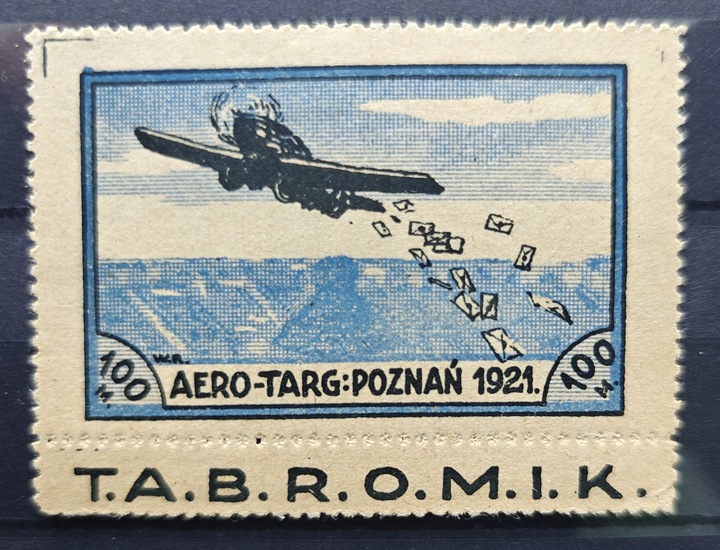 W.R.
100 M.
AERO-TARG:POZNAŃ 1921.
100 M.
T.A.B.R.O.M.I.K.